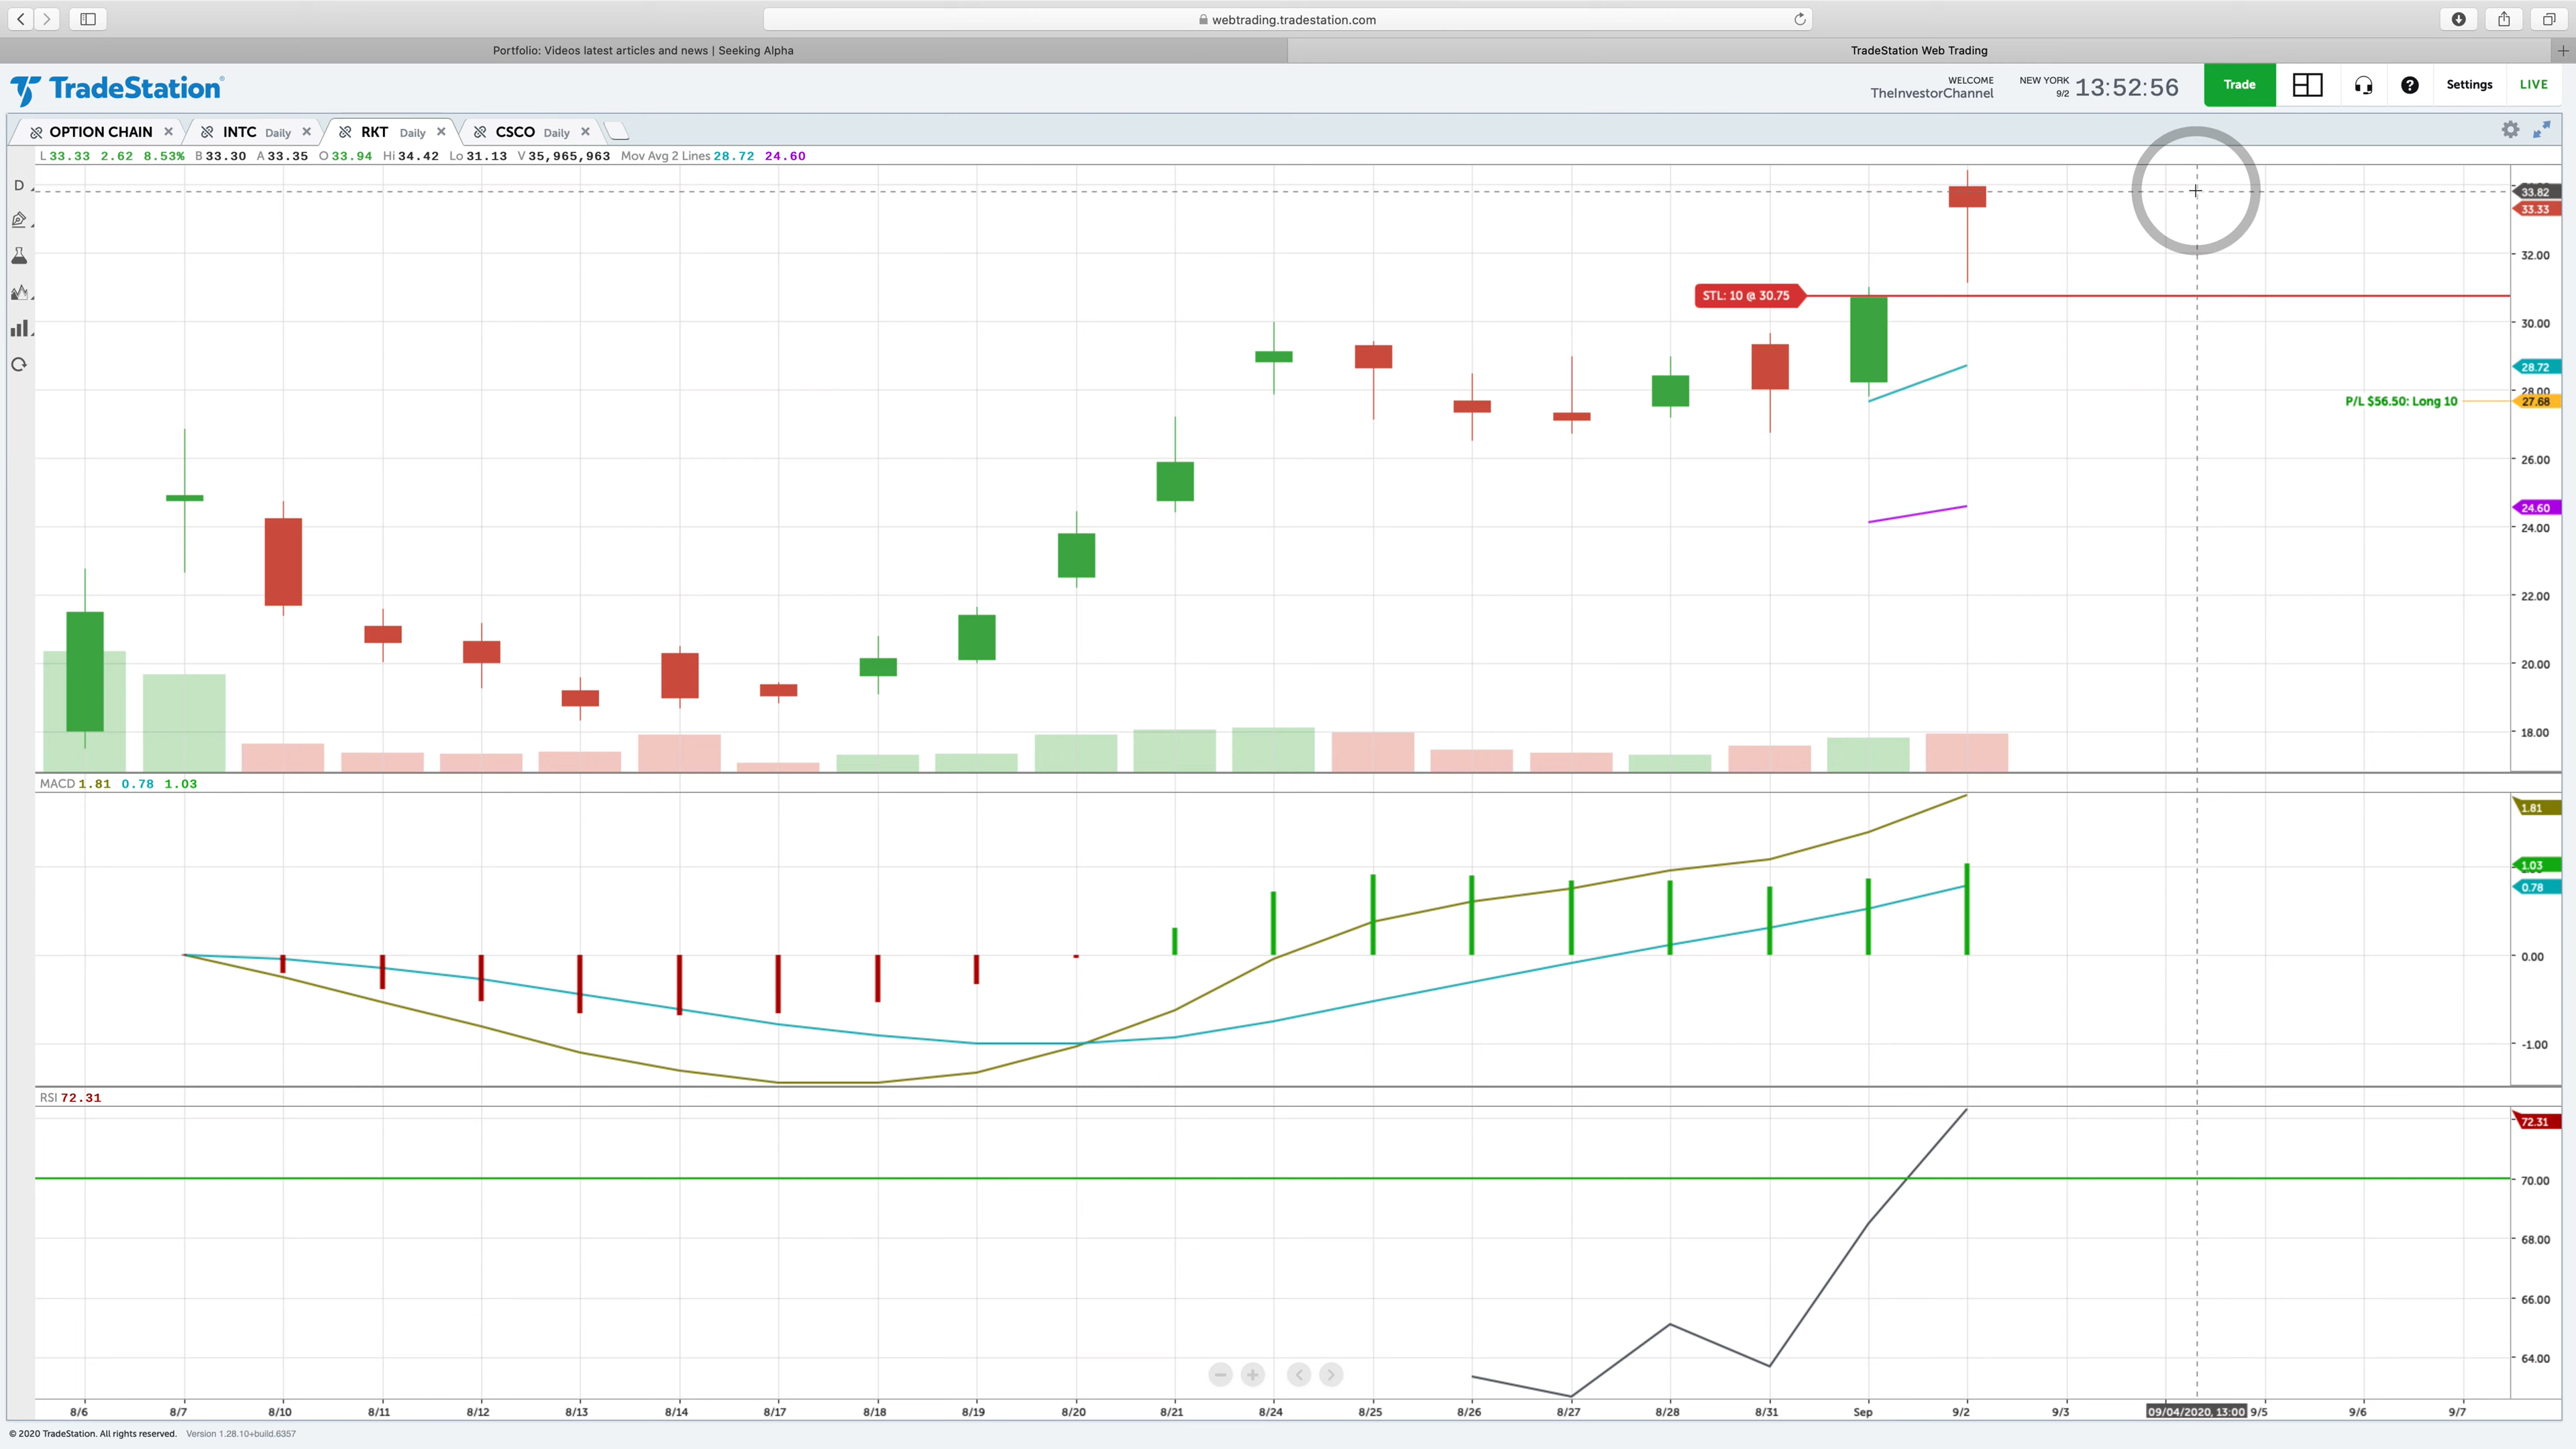 webtrading.tradestation.com
Portfolio: Videos latest articles and news | Seeking Alpha
TradeStation Web Trading
TradeStation
WELCOME
TheInvestorChannel
NEW YORK
9/2
13:52:56
Trade
Settings
LIVE
OPTION CHAIN
INTC Daily
RKT Daily
CSCO Daily
L 33.33 2.62 8.53% B 33.30 A 33.35 O 33.94 Hi 34.42 Lo 31.13 V 35,965,963 Mov Avg 2 Lines 28.72 24.60
D
33.82
33.33
32.00
STL: 10 @ 30.75
30.00
28.72
28.00
P/L $56.50: Long 10
27.68
26.00
24.60
24.00
22.00
20.00
18.00
MACD 1.81 0.78 1.03
1.81
1.03
0.78
0.00
-1.00
RSI 72.31
72.31
70.00
68.00
66.00
64.00
8/6 8/7 8/10 8/11 8/12 8/13 8/14 8/17 8/18 8/19 8/20 8/21 8/24 8/25 8/26 8/27 8/28 8/31 Sep 9/2 9/3 09/04/2020, 13:00 9/5 9/6 9/7
© 2020 TradeStation. All rights reserved. Version 1.28.10+build.6357